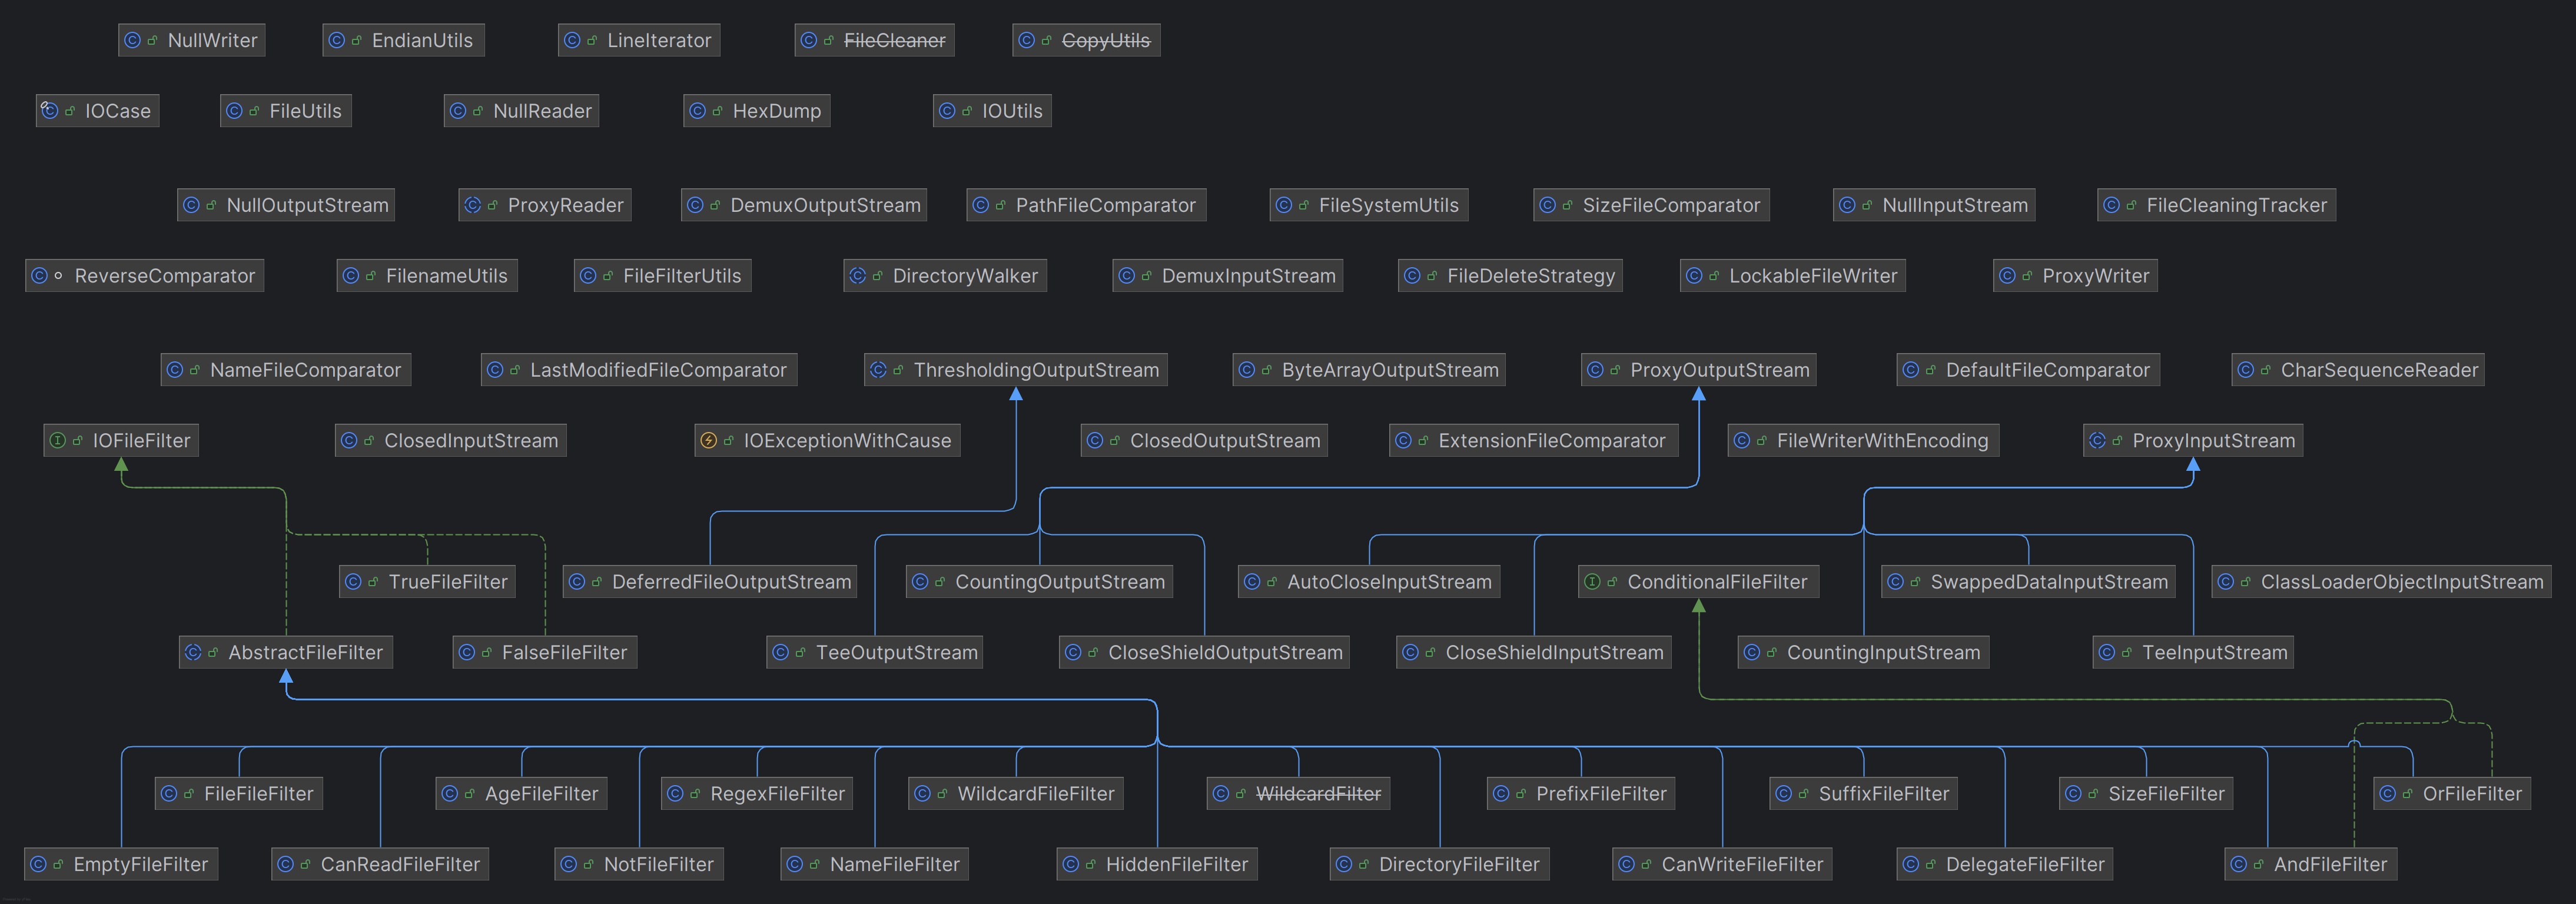 NullWriter EndianUtils LineIterator FileCleaner CopyUtils
IOCase FileUtils NullReader HexDump IOUtils
NullOutputStream ProxyReader DemuxOutputStream PathFileComparator FileSystemUtils SizeFileComparator NullInputStream FileCleaningTracker
ReverseComparator FilenameUtils FileFilterUtils DirectoryWalker DemuxInputStream FileDeleteStrategy LockableFileWriter ProxyWriter
NameFileComparator LastModifiedFileComparator ThresholdingOutputStream ByteArrayOutputStream ProxyOutputStream DefaultFileComparator CharSequenceReader
IOFileFilter ClosedInputStream IOExceptionWithCause ClosedOutputStream ExtensionFileComparator FileWriterWithEncoding ProxyInputStream
TrueFileFilter DeferredFileOutputStream CountingOutputStream AutoCloseInputStream ConditionalFileFilter SwappedDataInputStream ClassLoaderObjectInputStream
AbstractFileFilter FalseFileFilter TeeOutputStream CloseShieldOutputStream CloseShieldInputStream CountingInputStream TeeInputStream
FileFileFilter AgeFileFilter RegexFileFilter WildcardFileFilter WildcardFilter PrefixFileFilter SuffixFileFilter SizeFileFilter OrFileFilter
EmptyFileFilter CanReadFileFilter NotFileFilter NameFileFilter HiddenFileFilter DirectoryFileFilter CanWriteFileFilter DelegateFileFilter AndFileFilter